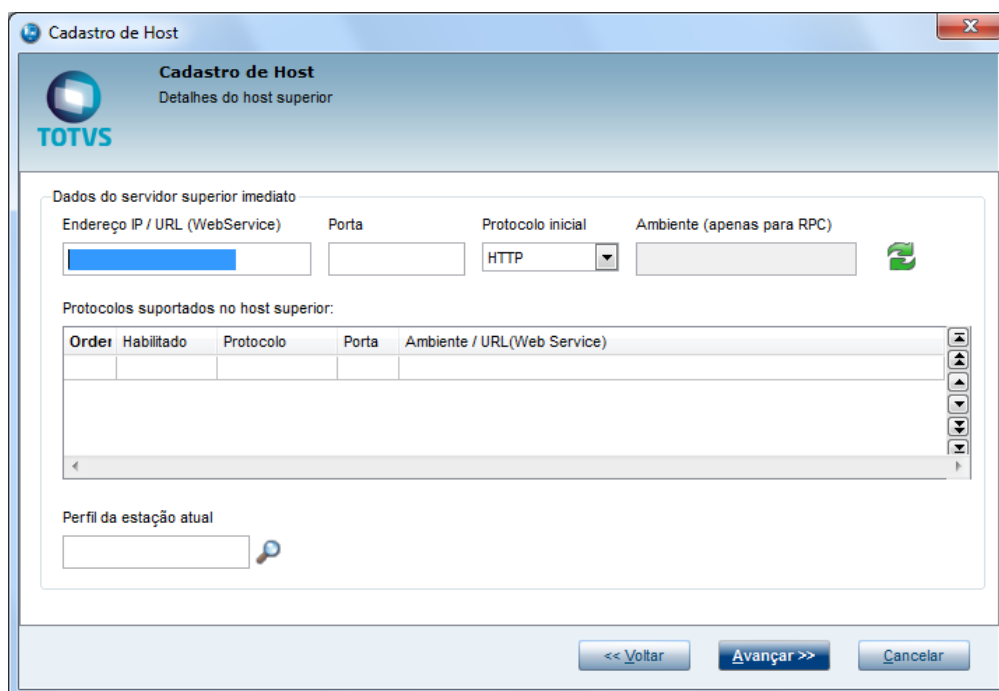 Cadastro de Host
Cadastro de Host
Detalhes do host superior
TOTVS
Dados do servidor superior imediato
Endereço IP / URL (WebService) Porta Protocolo inicial Ambiente (apenas para RPC)
HTTP
Protocolos suportados no host superior:
Order Habilitado Protocolo Porta Ambiente / URL(Web Service)
Perfil da estação atual
<< Voltar Avançar >> Cancelar